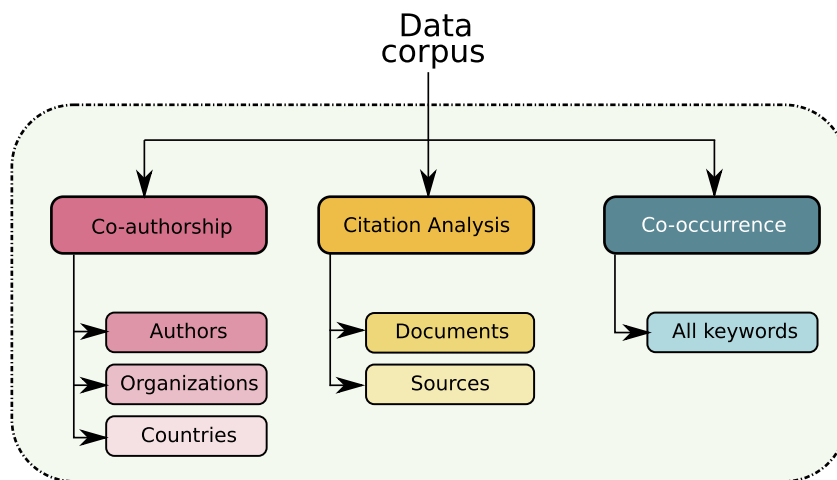 Data
corpus
Co-authorship
Citation Analysis
Co-occurrence
Authors
Documents
All keywords
Organizations
Sources
Countries